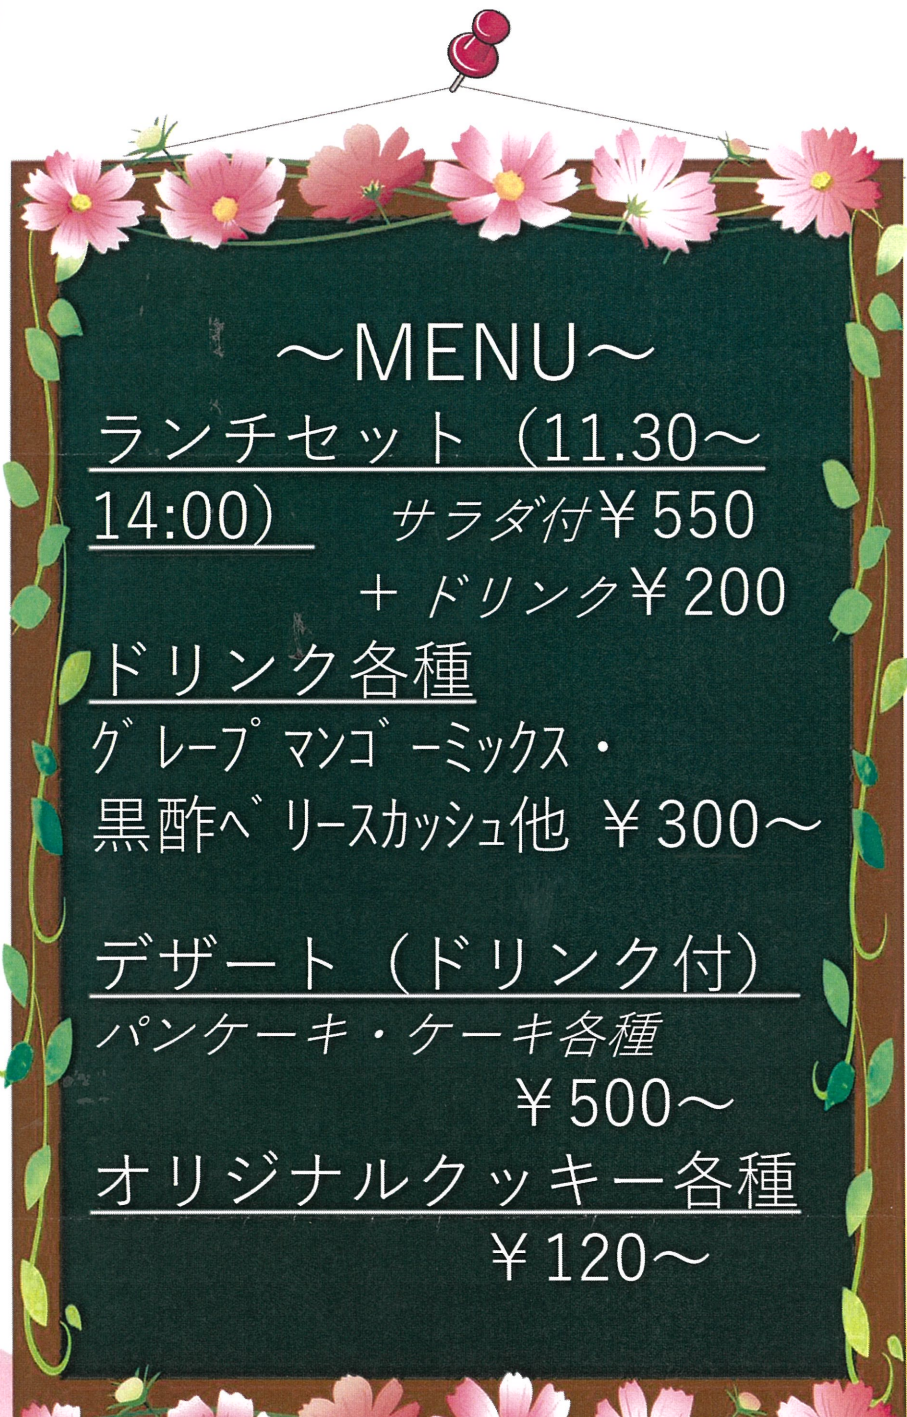 ～MENU～
ランチセット（11.30～
14:00） サラダ付￥550
＋ ドリンク￥200
ドリンク各種
ｸﾞﾚｰﾌﾟﾏﾝｺﾞｰﾐｯｸｽ・
黒酢ﾍﾞﾘｰｽカッシュ他 ￥300～
デザート（ドリンク付）
パンケーキ・ケーキ各種
￥500～
オリジナルクッキー各種
￥120～